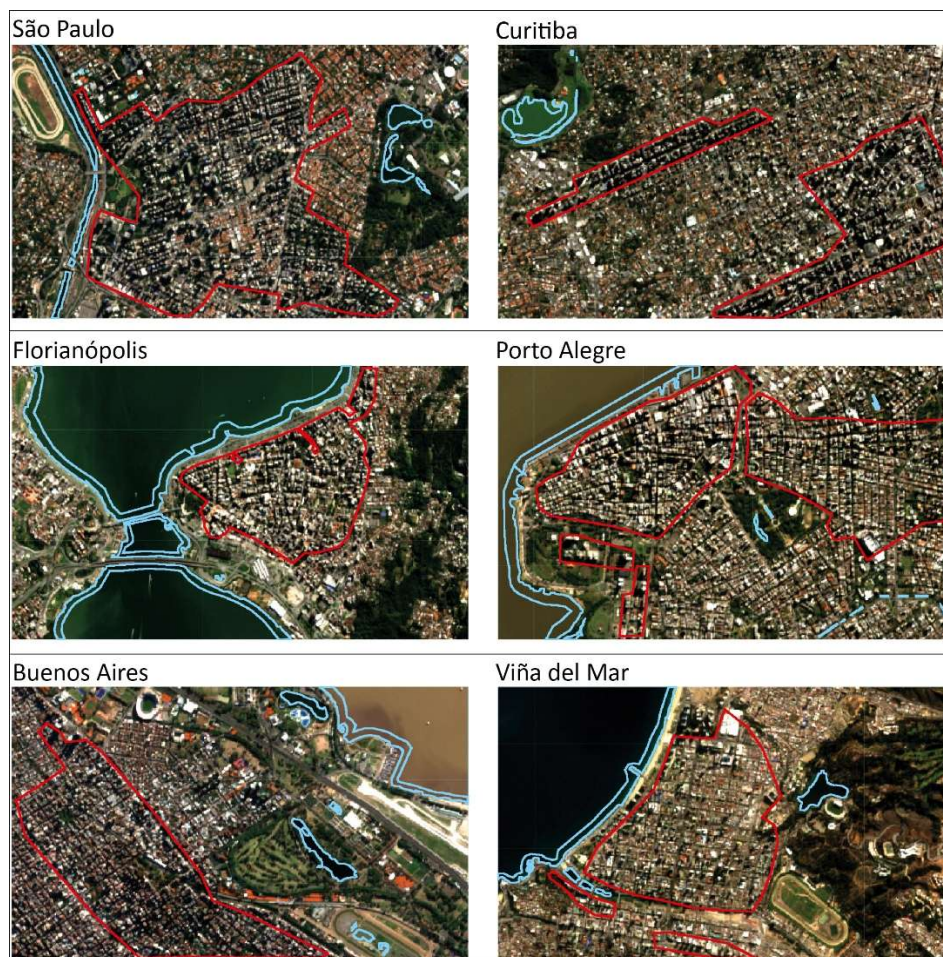 São Paulo
Curitiba
Florianópolis
Porto Alegre
Buenos Aires
Viña del Mar